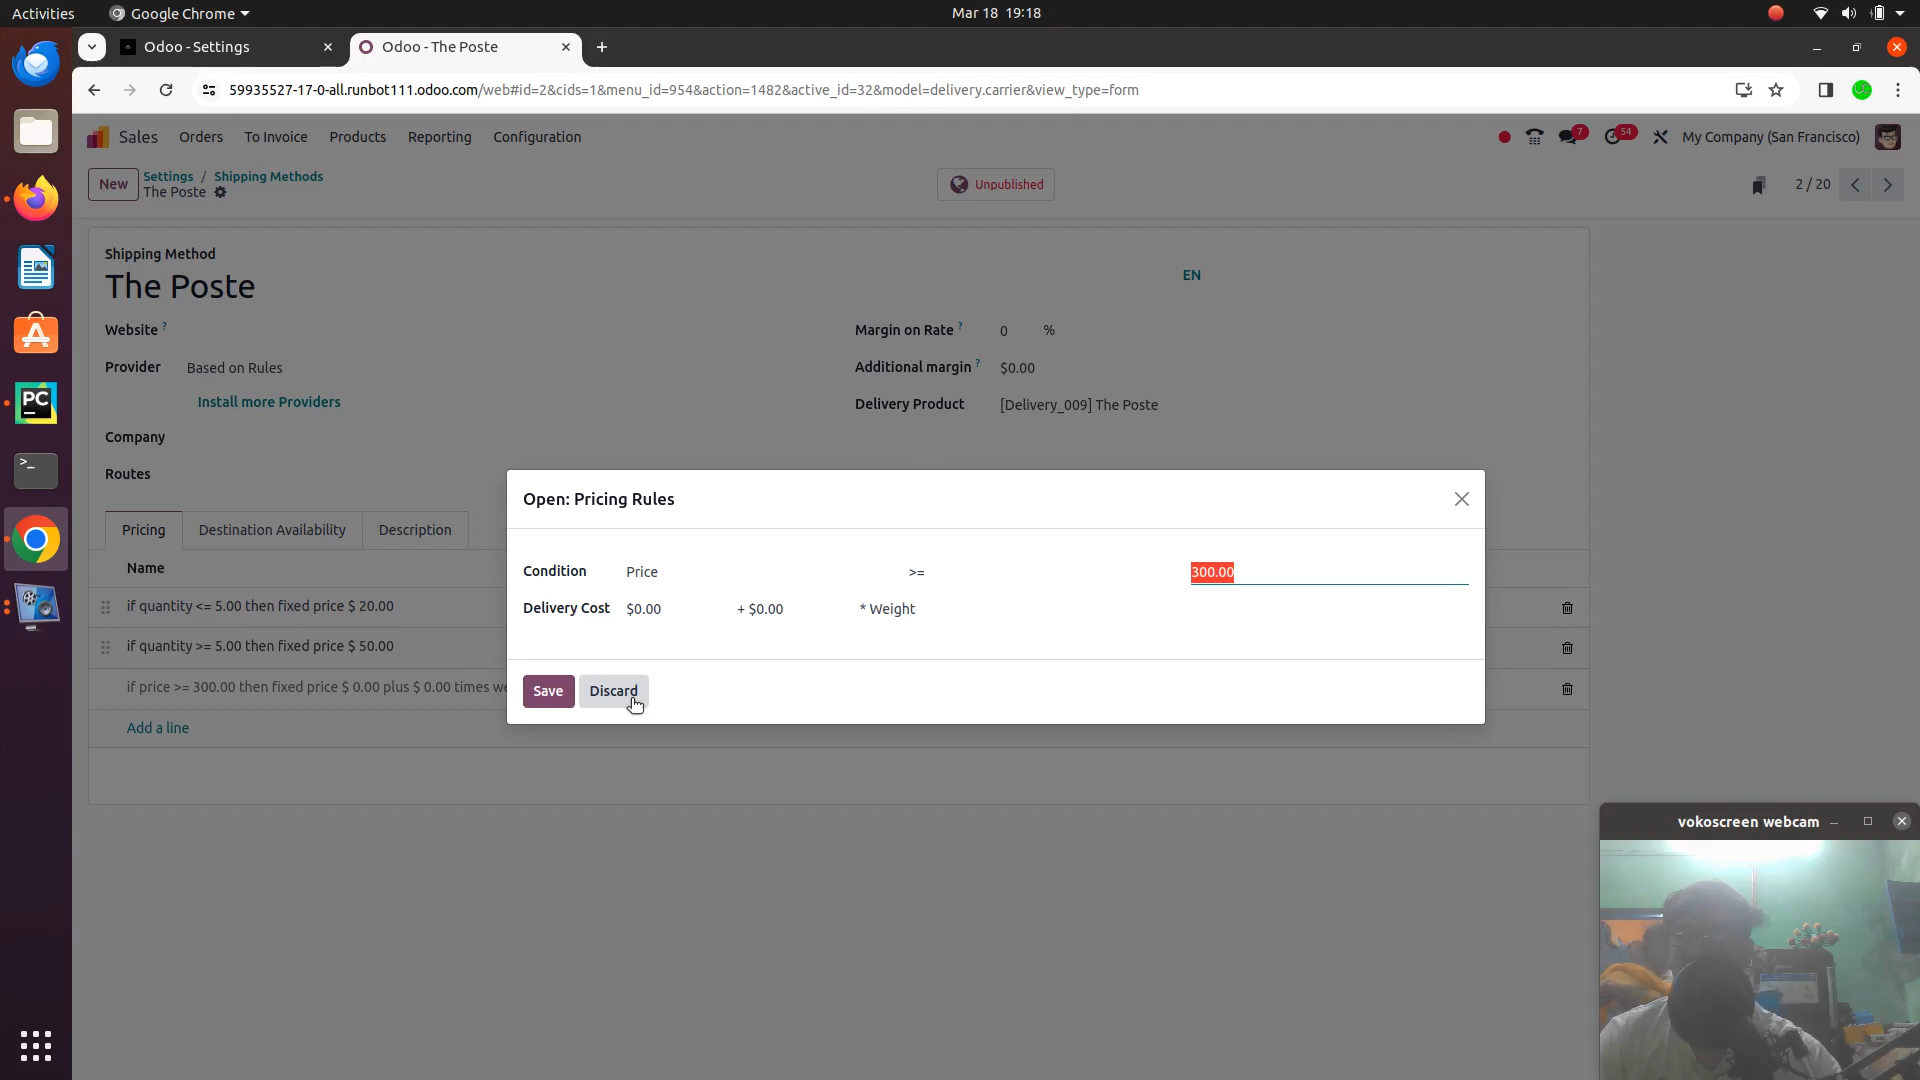 Activities
Google Chrome
Mar 18 19:18
Odoo - Settings
Odoo - The Poste
59935527-17-0-all.runbot111.odoo.com/web#id=2&cids=1&menu_id=954&action=1482&active_id=32&model=delivery.carrier&view_type=form
Sales
Orders
To Invoice
Products
Reporting
Configuration
7
54
My Company (San Francisco)
New
Settings / Shipping Methods
The Poste
Unpublished
2 / 20
Shipping Method
The Poste
EN
Website ?
Margin on Rate ? 0 %
Provider Based on Rules
Additional margin ? $0.00
Install more Providers
Delivery Product [Delivery_009] The Poste
Company
Routes
Open: Pricing Rules
Pricing
Destination Availability
Description
Name
Condition Price >= 300.00
if quantity <= 5.00 then fixed price $ 20.00
Delivery Cost $0.00 + $0.00 * Weight
if quantity >= 5.00 then fixed price $ 50.00
if price >= 300.00 then fixed price $ 0.00 plus $ 0.00 times we
Save
Discard
Add a line
vokoscreen webcam
PC